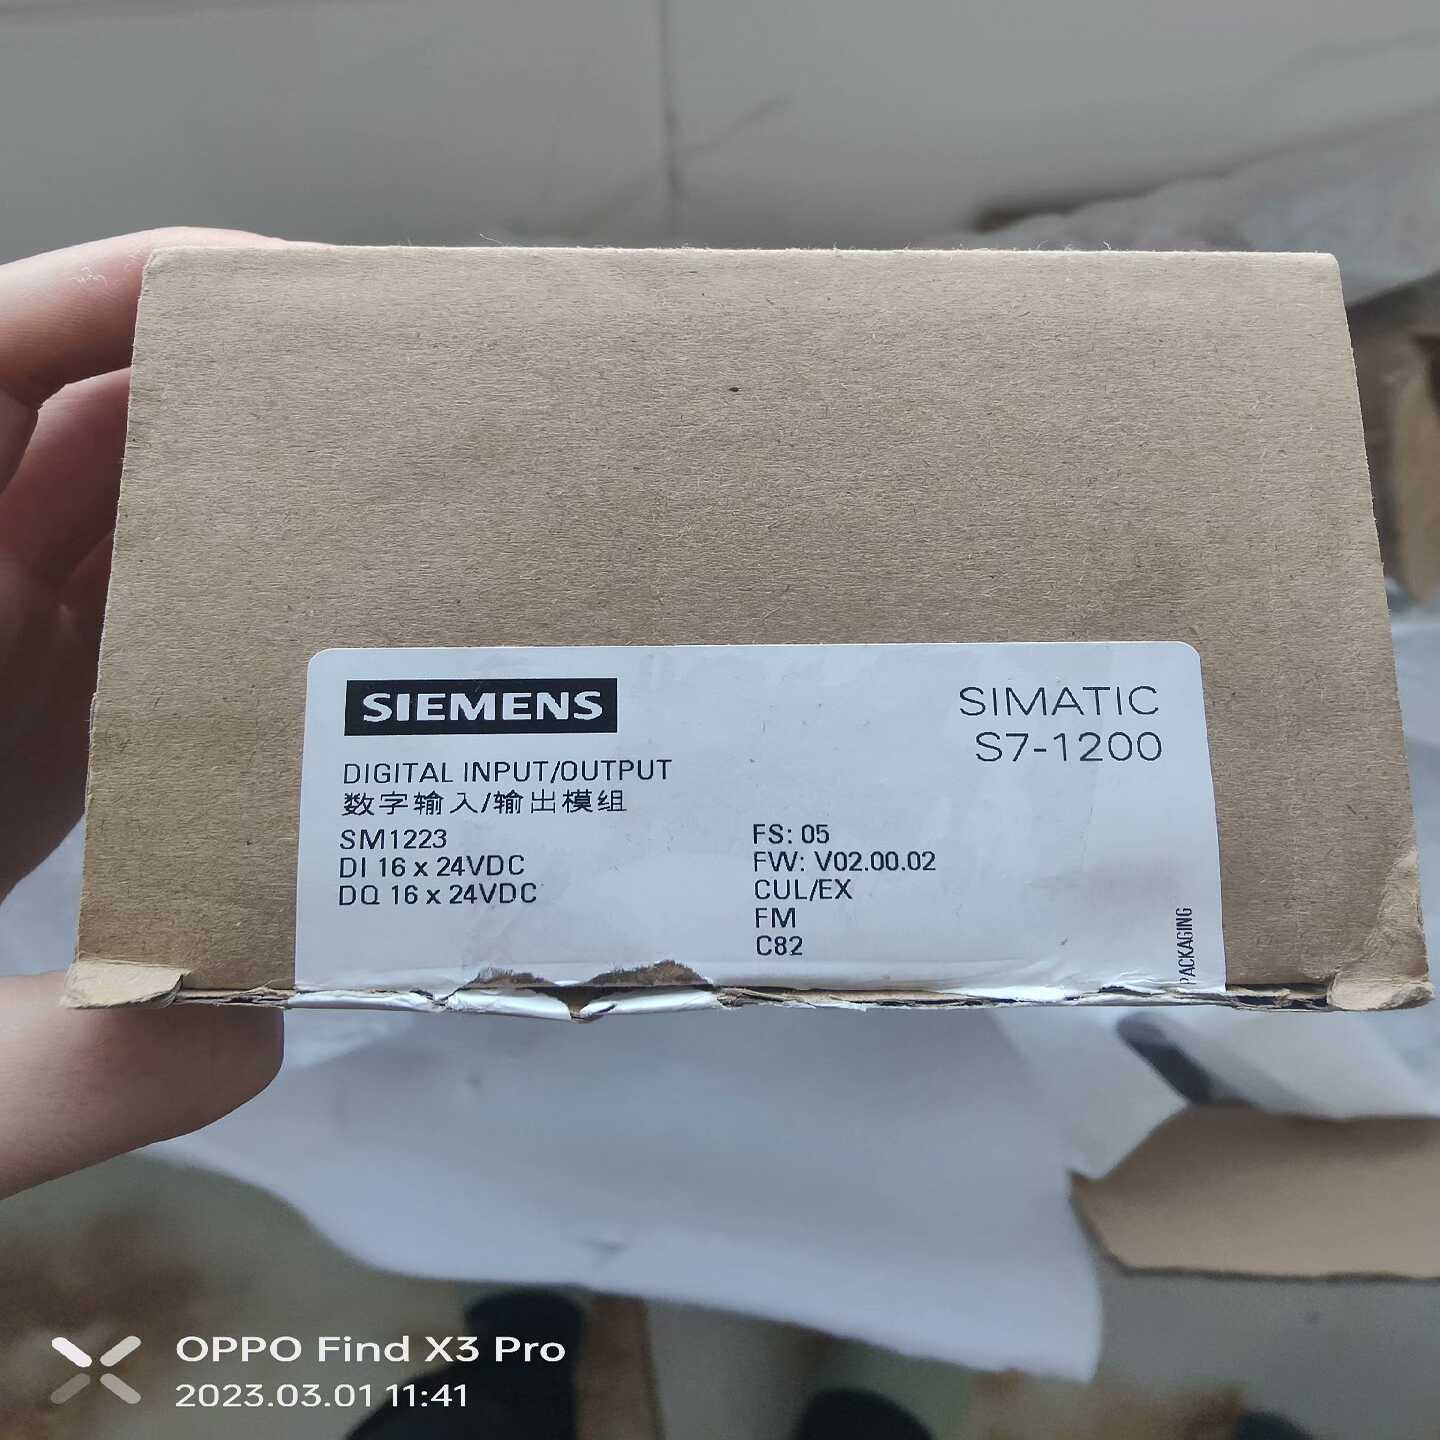 SIEMENS
SIMATIC
S7-1200
DIGITAL INPUT/OUTPUT
数字输入/输出模组
SM1223
DI 16 x 24VDC
DQ 16 x 24VDC
FS: 05
FW: V02.00.02
CUL/EX
FM
C82
PACKAGING
OPPO Find X3 Pro
2023.03.01 11:41